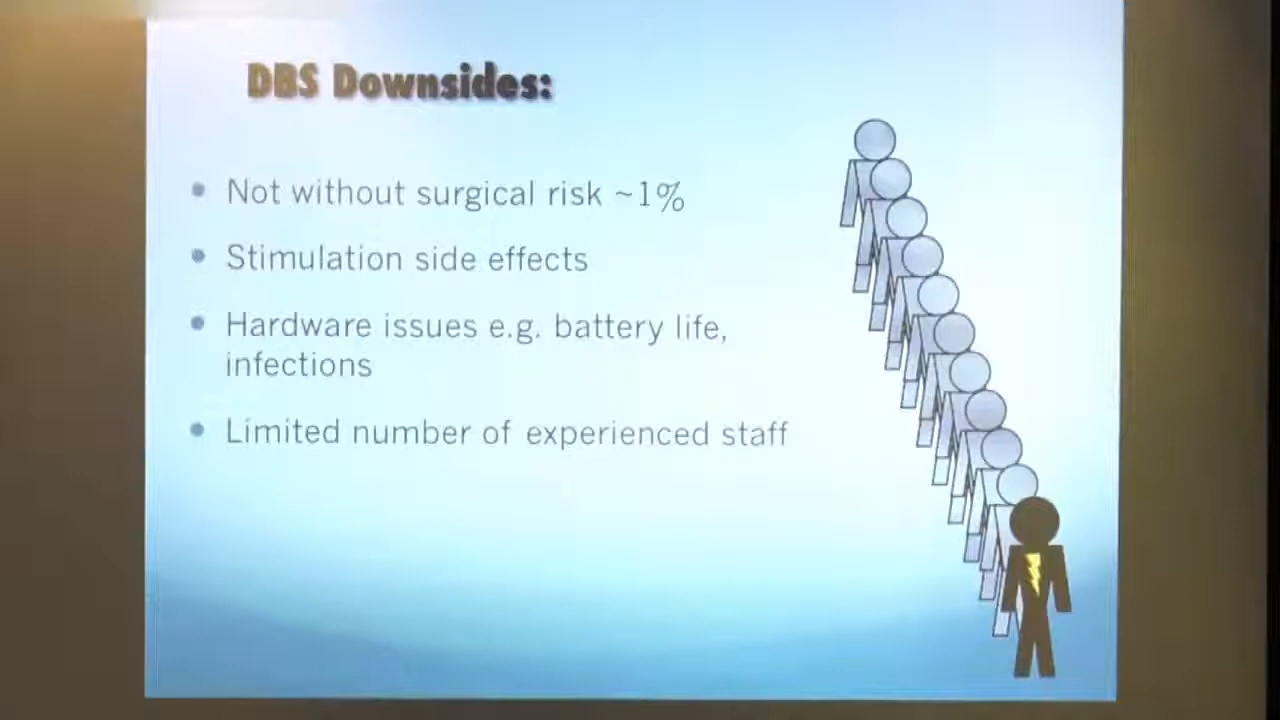 DBS Downsides:
Not without surgical risk ~1%
Stimulation side effects
Hardware issues e.g. battery life,
infections
Limited number of experienced staff